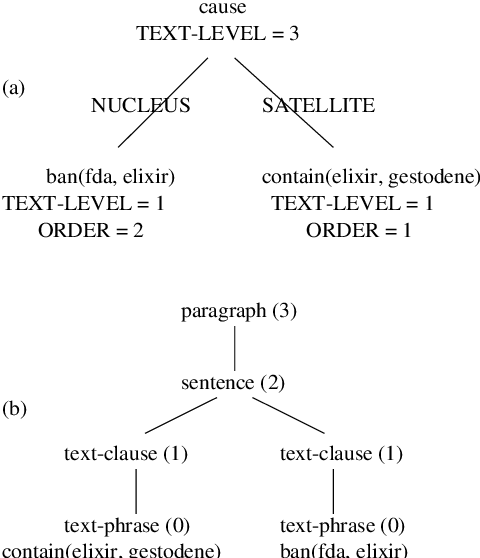 cause
TEXT-LEVEL = 3
(a)
NUCLEUS SATELLITE
ban(fda, elixir) contain(elixir, gestodene)
TEXT-LEVEL = 1 TEXT-LEVEL = 1
ORDER = 2 ORDER = 1
paragraph (3)
sentence (2)
(b)
text-clause (1) text-clause (1)
text-phrase (0) text-phrase (0)
contain(elixir, gestodene) ban(fda, elixir)